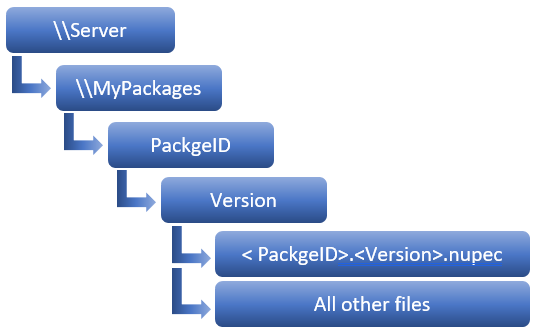 \\Server
\\MyPackages
PackgeID
Version
< PackgeID>.<Version>.nupec
All other files